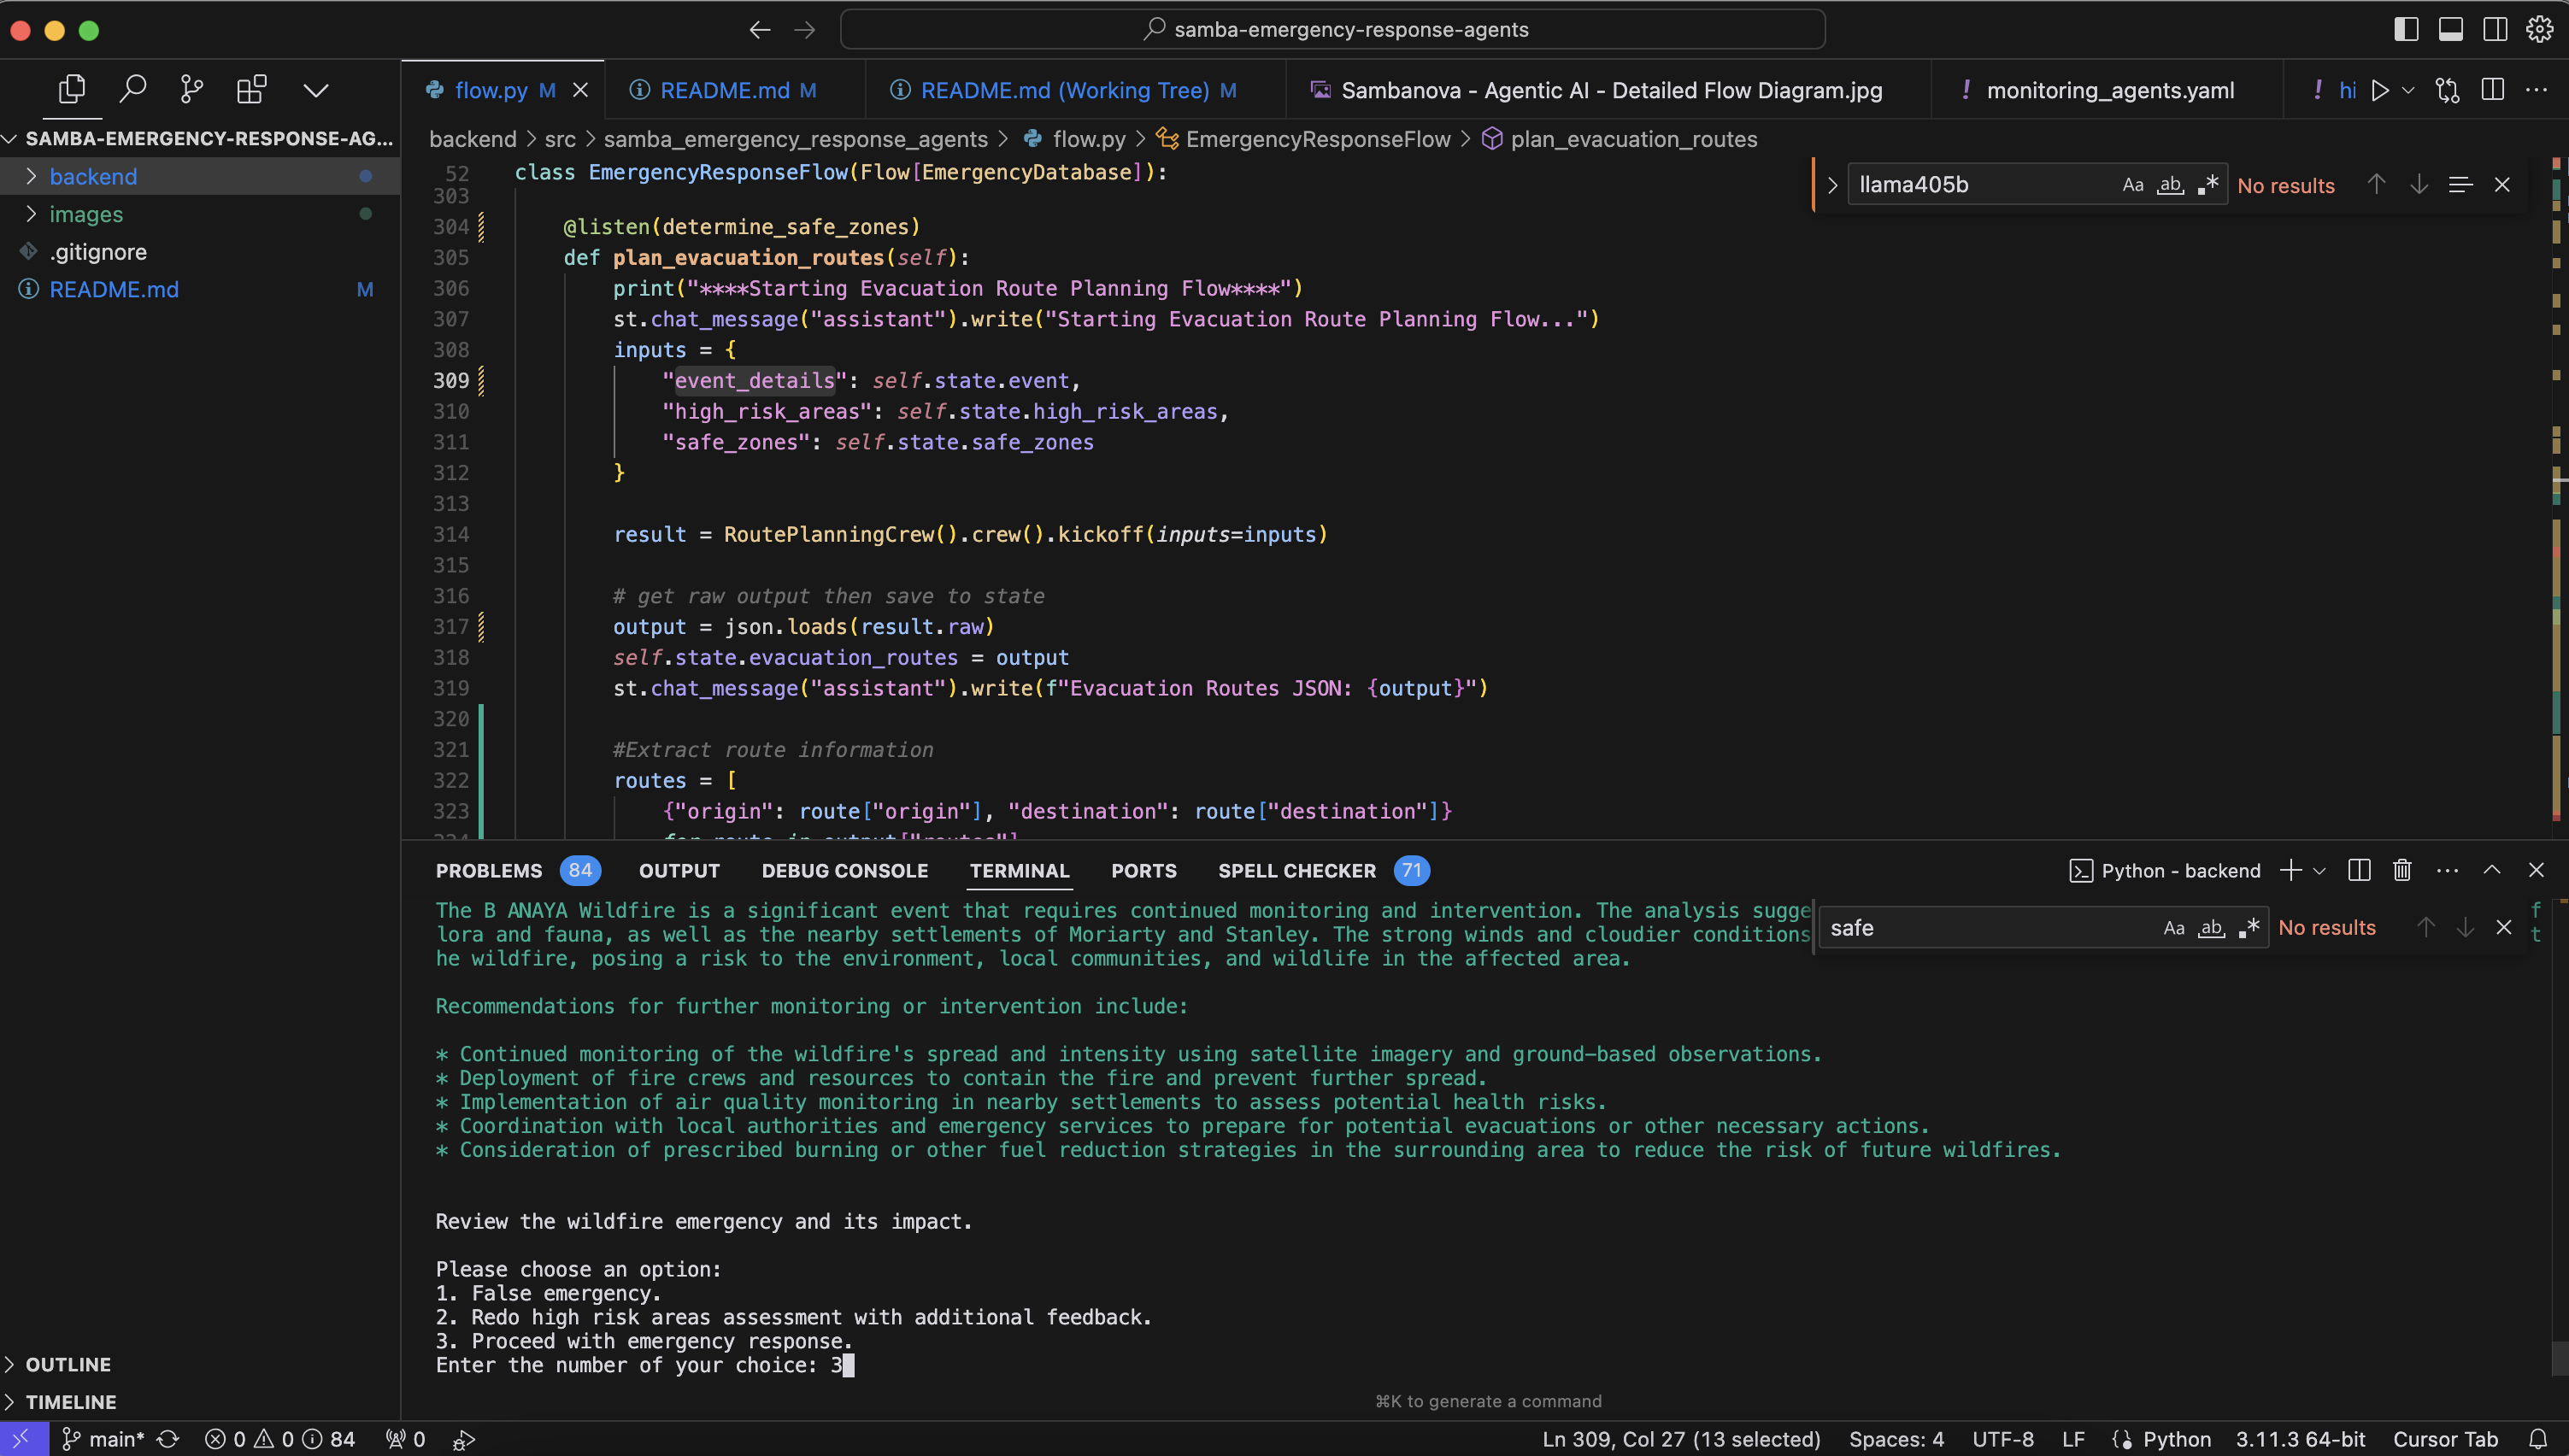 samba-emergency-response-agents
flow.py M
README.md M
README.md (Working Tree) M
Sambanova - Agentic AI - Detailed Flow Diagram.jpg
! monitoring_agents.yaml
! hi
SAMBA-EMERGENCY-RESPONSE-AG...
backend
images
.gitignore
README.md M
OUTLINE
TIMELINE
backend > src > samba_emergency_response_agents > flow.py > EmergencyResponseFlow > plan_evacuation_routes
llama405b Aa ab .* No results
52 class EmergencyResponseFlow(Flow[EmergencyDatabase]):
303
304 @listen(determine_safe_zones)
305 def plan_evacuation_routes(self):
306 print("****Starting Evacuation Route Planning Flow****")
307 st.chat_message("assistant").write("Starting Evacuation Route Planning Flow...")
308 inputs = {
309 "event_details": self.state.event,
310 "high_risk_areas": self.state.high_risk_areas,
311 "safe_zones": self.state.safe_zones
312 }
313
314 result = RoutePlanningCrew().crew().kickoff(inputs=inputs)
315
316 # get raw output then save to state
317 output = json.loads(result.raw)
318 self.state.evacuation_routes = output
319 st.chat_message("assistant").write(f"Evacuation Routes JSON: {output}")
320
321 #Extract route information
322 routes = [
323 {"origin": route["origin"], "destination": route["destination"]}
324 for route in output["routes"]
PROBLEMS 84 OUTPUT DEBUG CONSOLE TERMINAL PORTS SPELL CHECKER 71 Python - backend
safe Aa ab .* No results
The B ANAYA Wildfire is a significant event that requires continued monitoring and intervention. The analysis sugge f
lora and fauna, as well as the nearby settlements of Moriarty and Stanley. The strong winds and cloudier conditions t
he wildfire, posing a risk to the environment, local communities, and wildlife in the affected area.
Recommendations for further monitoring or intervention include:
* Continued monitoring of the wildfire's spread and intensity using satellite imagery and ground-based observations.
* Deployment of fire crews and resources to contain the fire and prevent further spread.
* Implementation of air quality monitoring in nearby settlements to assess potential health risks.
* Coordination with local authorities and emergency services to prepare for potential evacuations or other necessary actions.
* Consideration of prescribed burning or other fuel reduction strategies in the surrounding area to reduce the risk of future wildfires.
Review the wildfire emergency and its impact.
Please choose an option:
1. False emergency.
2. Redo high risk areas assessment with additional feedback.
3. Proceed with emergency response.
Enter the number of your choice: 3
⌘K to generate a command
main* 0 0 84 0 Ln 309, Col 27 (13 selected) Spaces: 4 UTF-8 LF Python 3.11.3 64-bit Cursor Tab